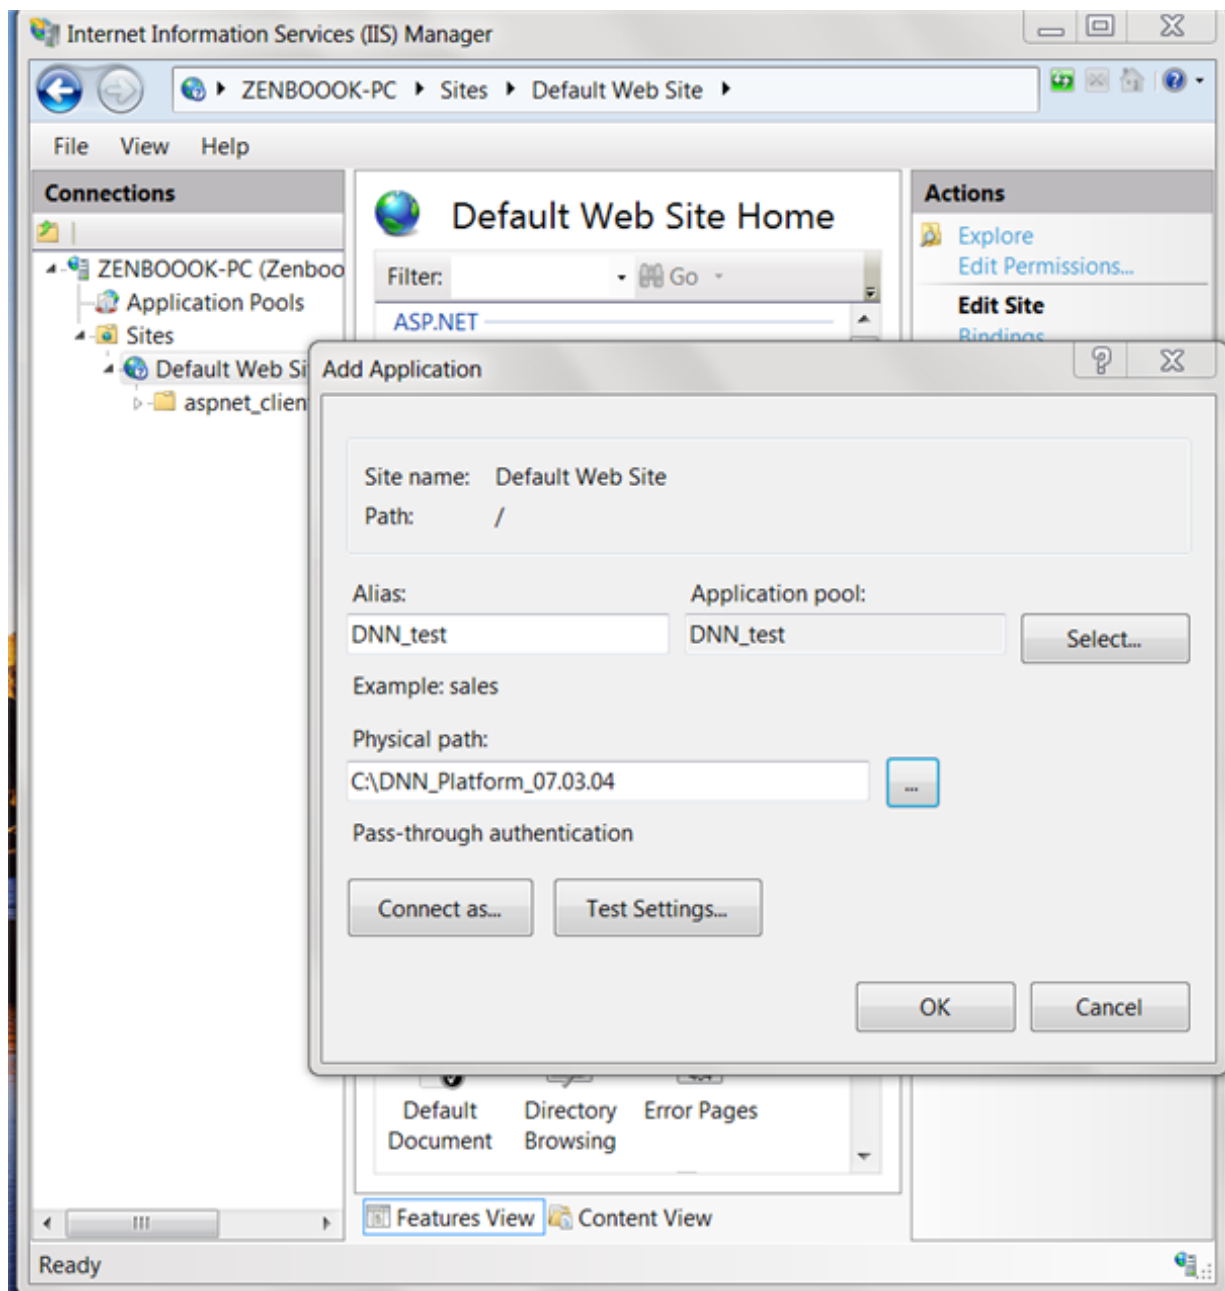 Internet Information Services (IIS) Manager
ZENBOOOK-PC Sites Default Web Site
File View Help
Connections
Default Web Site Home
Actions
Explore
Edit Permissions...
ZENBOOOK-PC (Zenboo
Filter: Go
Application Pools
Edit Site
ASP.NET
Sites
Bindings
Default Web Si
aspnet_clien
Add Application
Site name: Default Web Site
Path: /
Alias: Application pool:
DNN_test DNN_test Select...
Example: sales
Physical path:
C:\DNN_Platform_07.03.04 ...
Pass-through authentication
Connect as... Test Settings...
OK Cancel
Default Document
Directory Browsing
Error Pages
Features View Content View
Ready